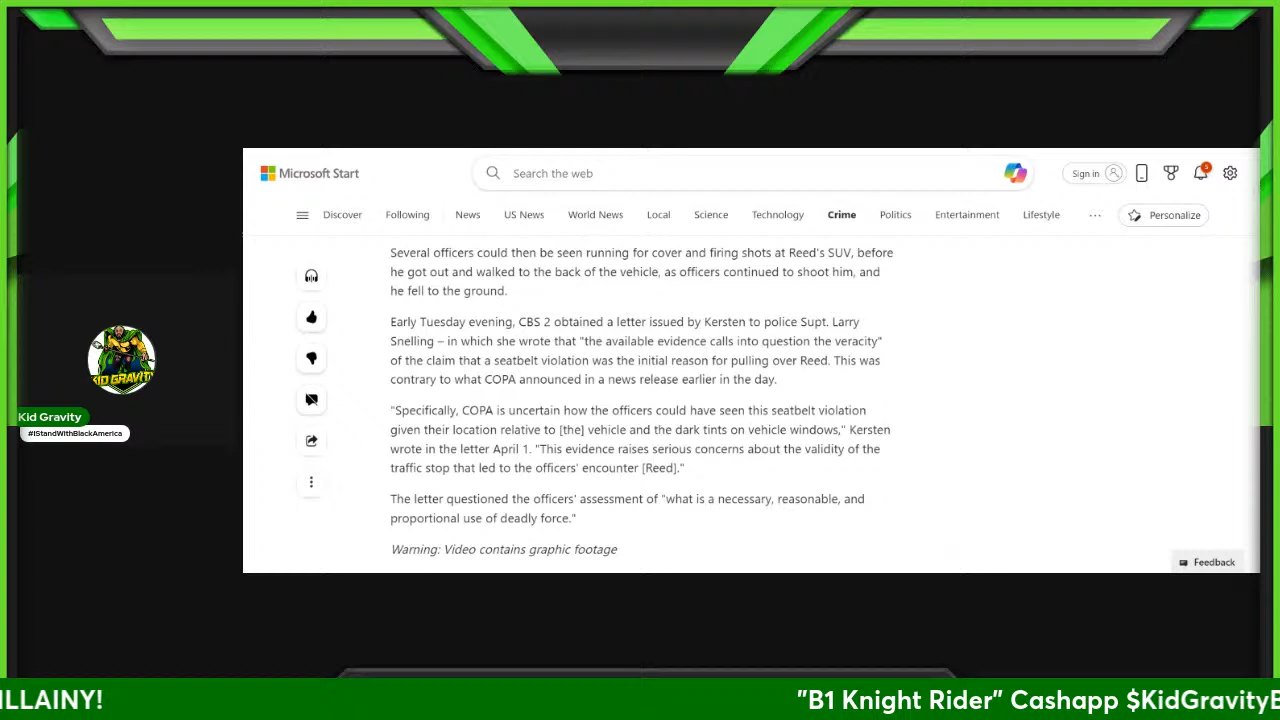 Microsoft Start
Search the web
Sign in
5
Discover
Following
News
US News
World News
Local
Science
Technology
Crime
Politics
Entertainment
Lifestyle
Personalize
Several officers could then be seen running for cover and firing shots at Reed's SUV, before
he got out and walked to the back of the vehicle, as officers continued to shoot him, and
he fell to the ground.
Early Tuesday evening, CBS 2 obtained a letter issued by Kersten to police Supt. Larry
Snelling – in which she wrote that "the available evidence calls into question the veracity"
of the claim that a seatbelt violation was the initial reason for pulling over Reed. This was
contrary to what COPA announced in a news release earlier in the day.
"Specifically, COPA is uncertain how the officers could have seen this seatbelt violation
given their location relative to [the] vehicle and the dark tints on vehicle windows," Kersten
wrote in the letter April 1. "This evidence raises serious concerns about the validity of the
traffic stop that led to the officers' encounter [Reed]."
The letter questioned the officers' assessment of "what is a necessary, reasonable, and
proportional use of deadly force."
Warning: Video contains graphic footage
Feedback
KID GRAVITY
Kid Gravity
#IStandWithBlackAmerica
ILLAINY!
"B1 Knight Rider" Cashapp $KidGravityB